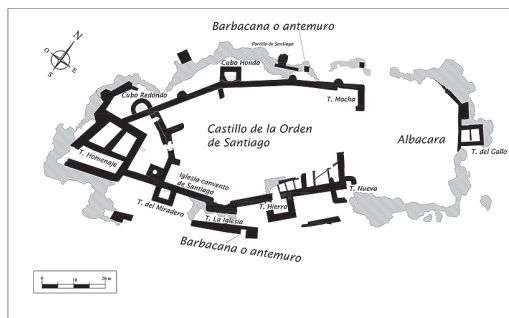 Barbacana o antemuro
Portillo de Santiago
N
O
E
S
Cubo Hondo
Cubo Redondo
T. Mocha
Castillo de la Orden
de Santiago
Albacara
T. del Gallo
T. Homenaje
Iglesia-convento
de Santiago
T. Nueva
T. del Miradero
T. Hierro
T. La Iglesia
Barbacana o antemuro
0 10 20 m